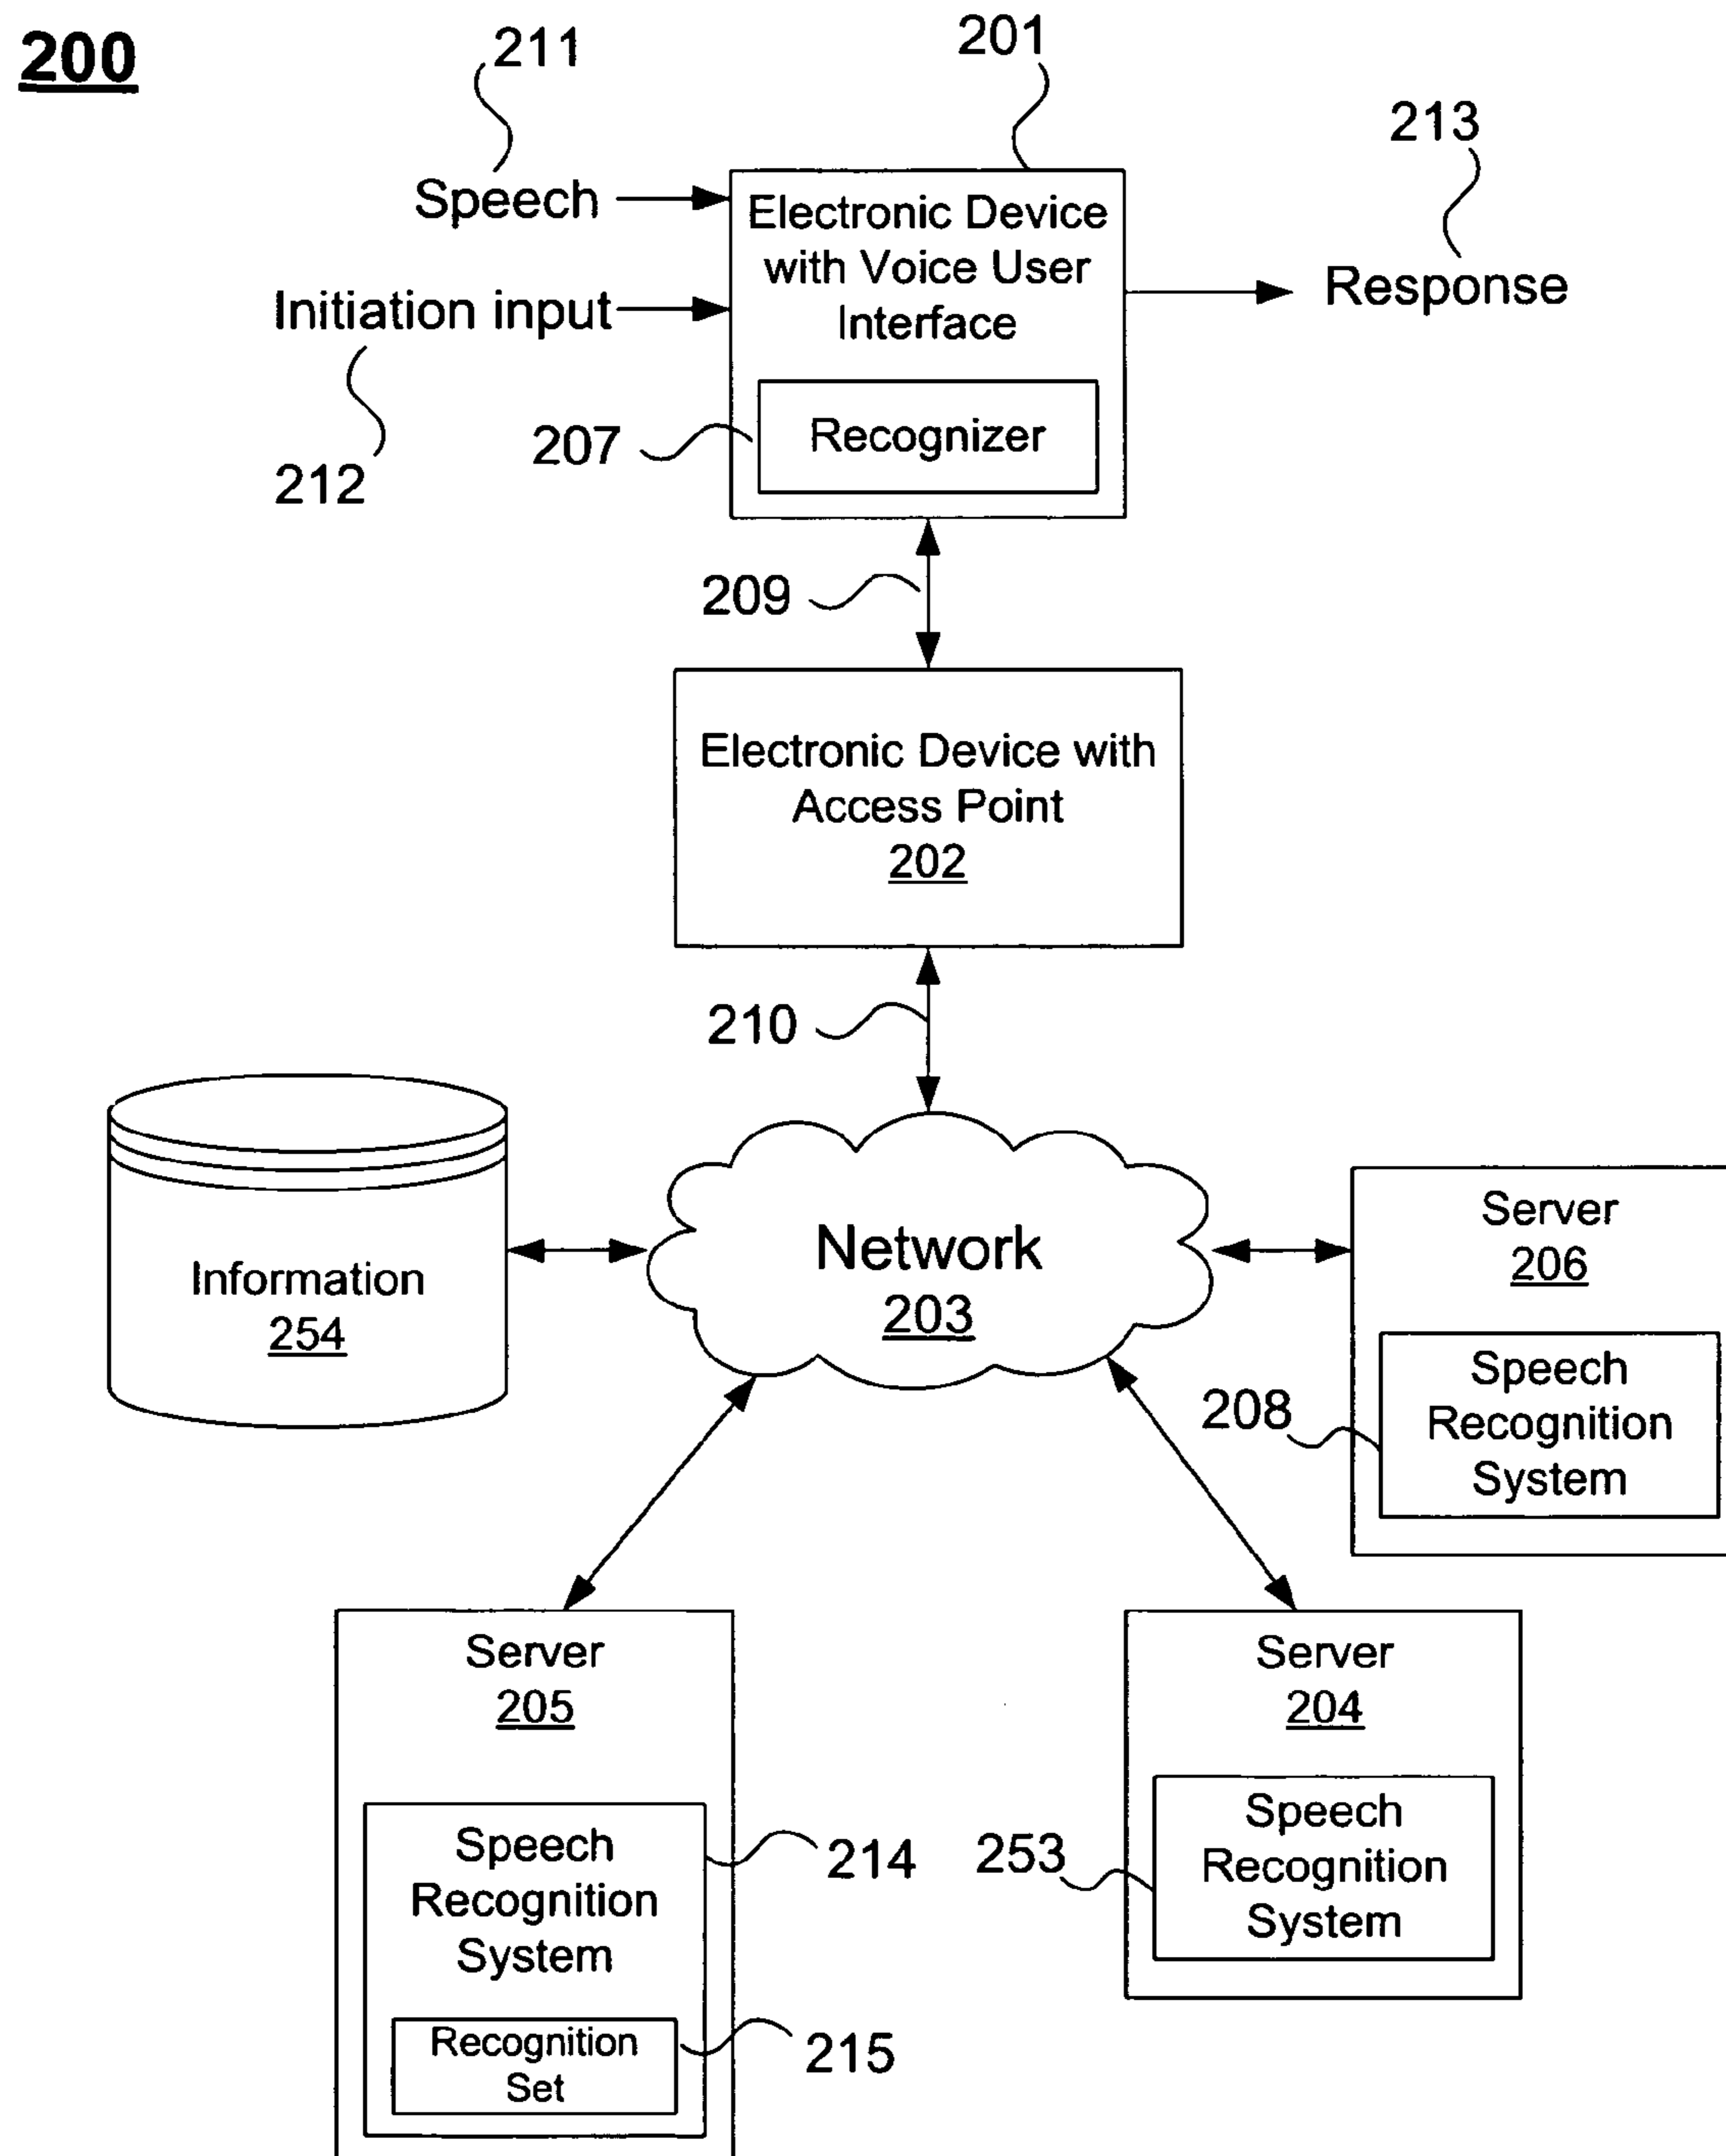 200
211
201
213
Speech
Electronic Device
with Voice User
Interface
Response
Initiation input
207
Recognizer
212
209
Electronic Device with
Access Point
202
210
Information
254
Network
203
Server
206
208
Speech
Recognition
System
Server
205
Speech
Recognition
System
214
Recognition
Set
215
Server
204
253
Speech
Recognition
System